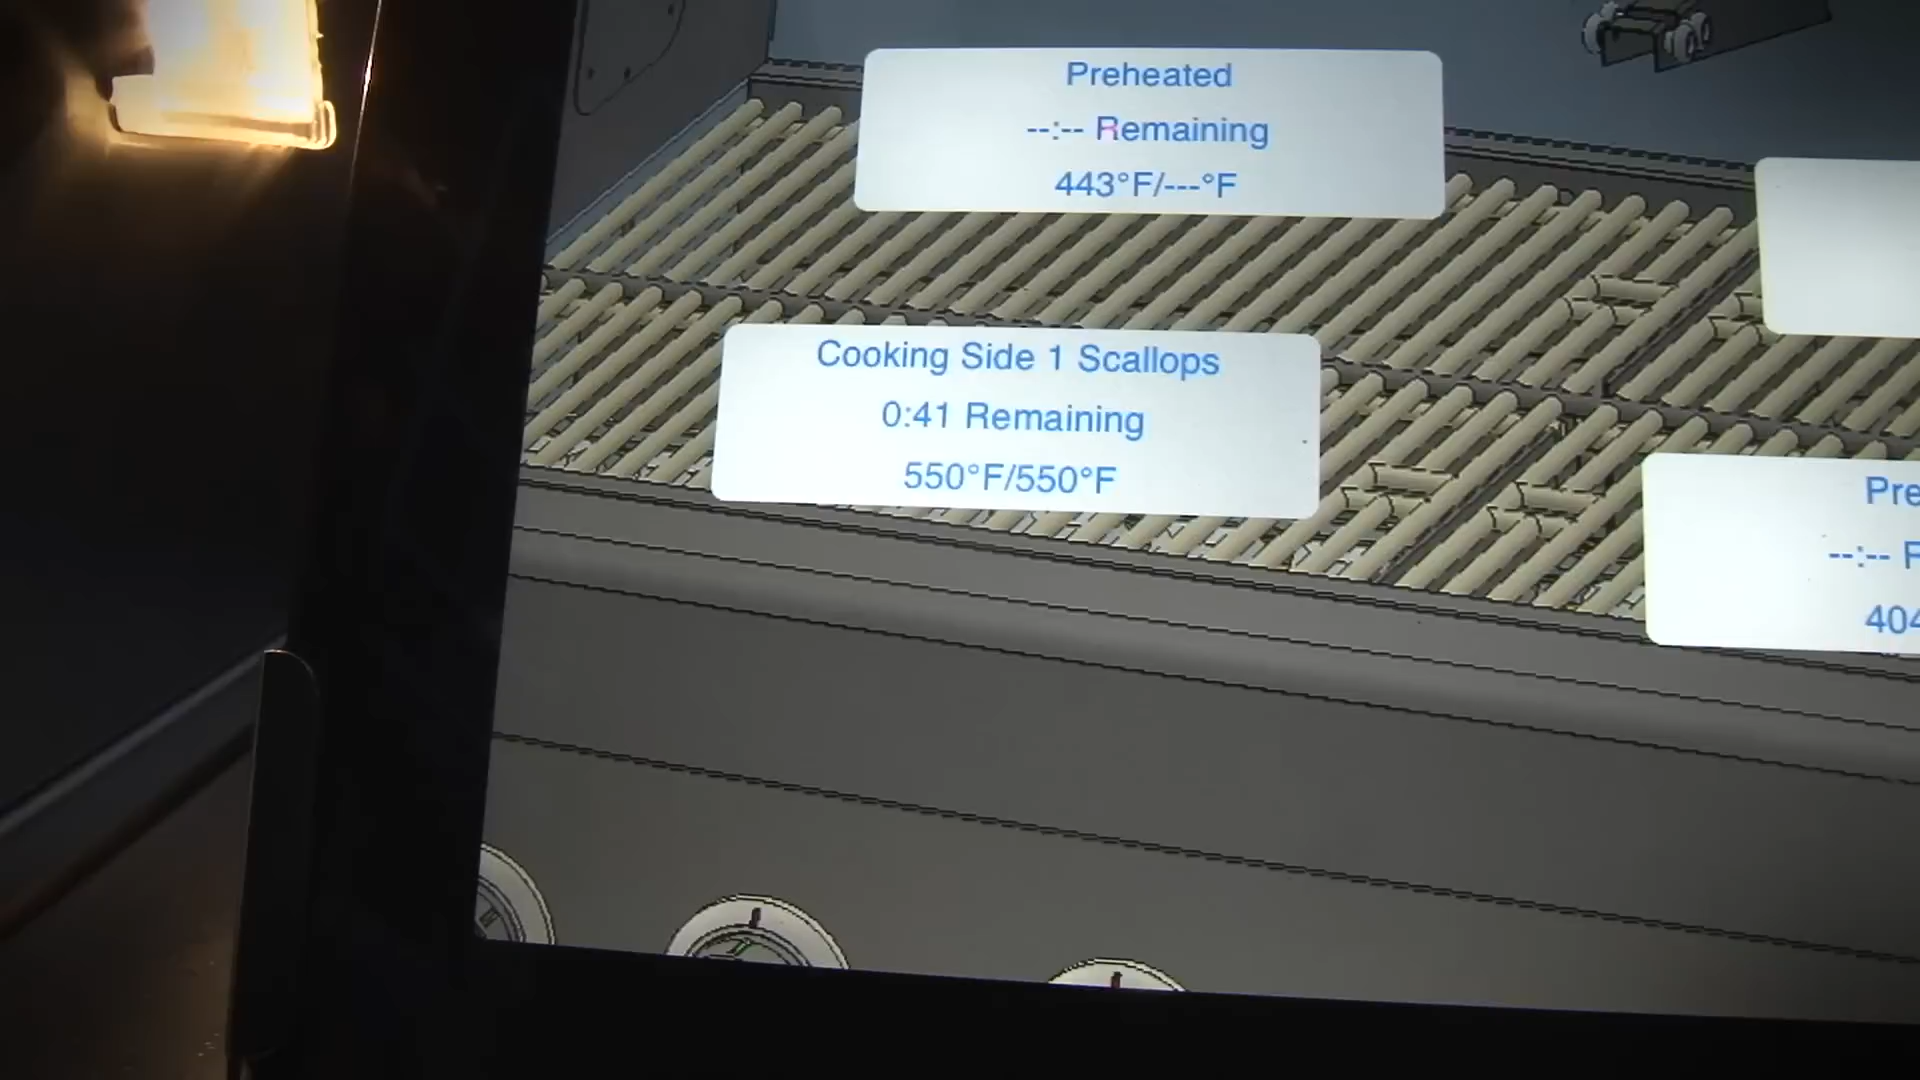 Preheated
--:-- Remaining
443°F/---°F
Cooking Side 1 Scallops
0:41 Remaining
550°F/550°F
Pre
--:--
404